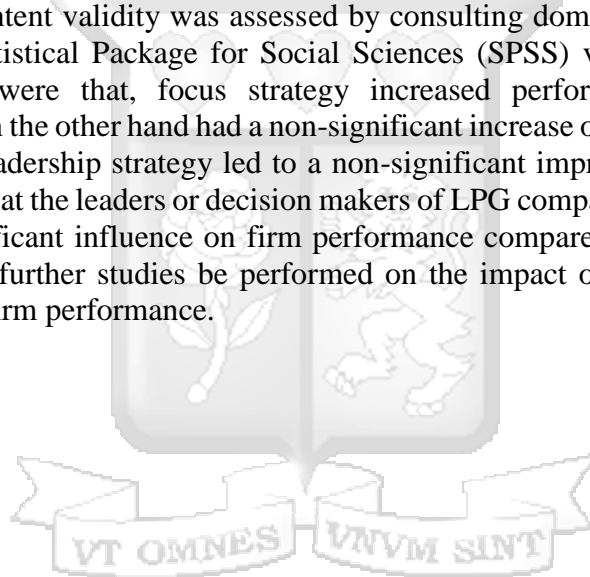 ntent validity was assessed by consulting dom
tistical Package for Social Sciences (SPSS) v
were that, focus strategy increased perfor
n the other hand had a non-significant increase o
eadership strategy led to a non-significant impr
hat the leaders or decision makers of LPG compa
ficant influence on firm performance compare
further studies be performed on the impact o
irm performance.
VT OMNES VNVM SINT